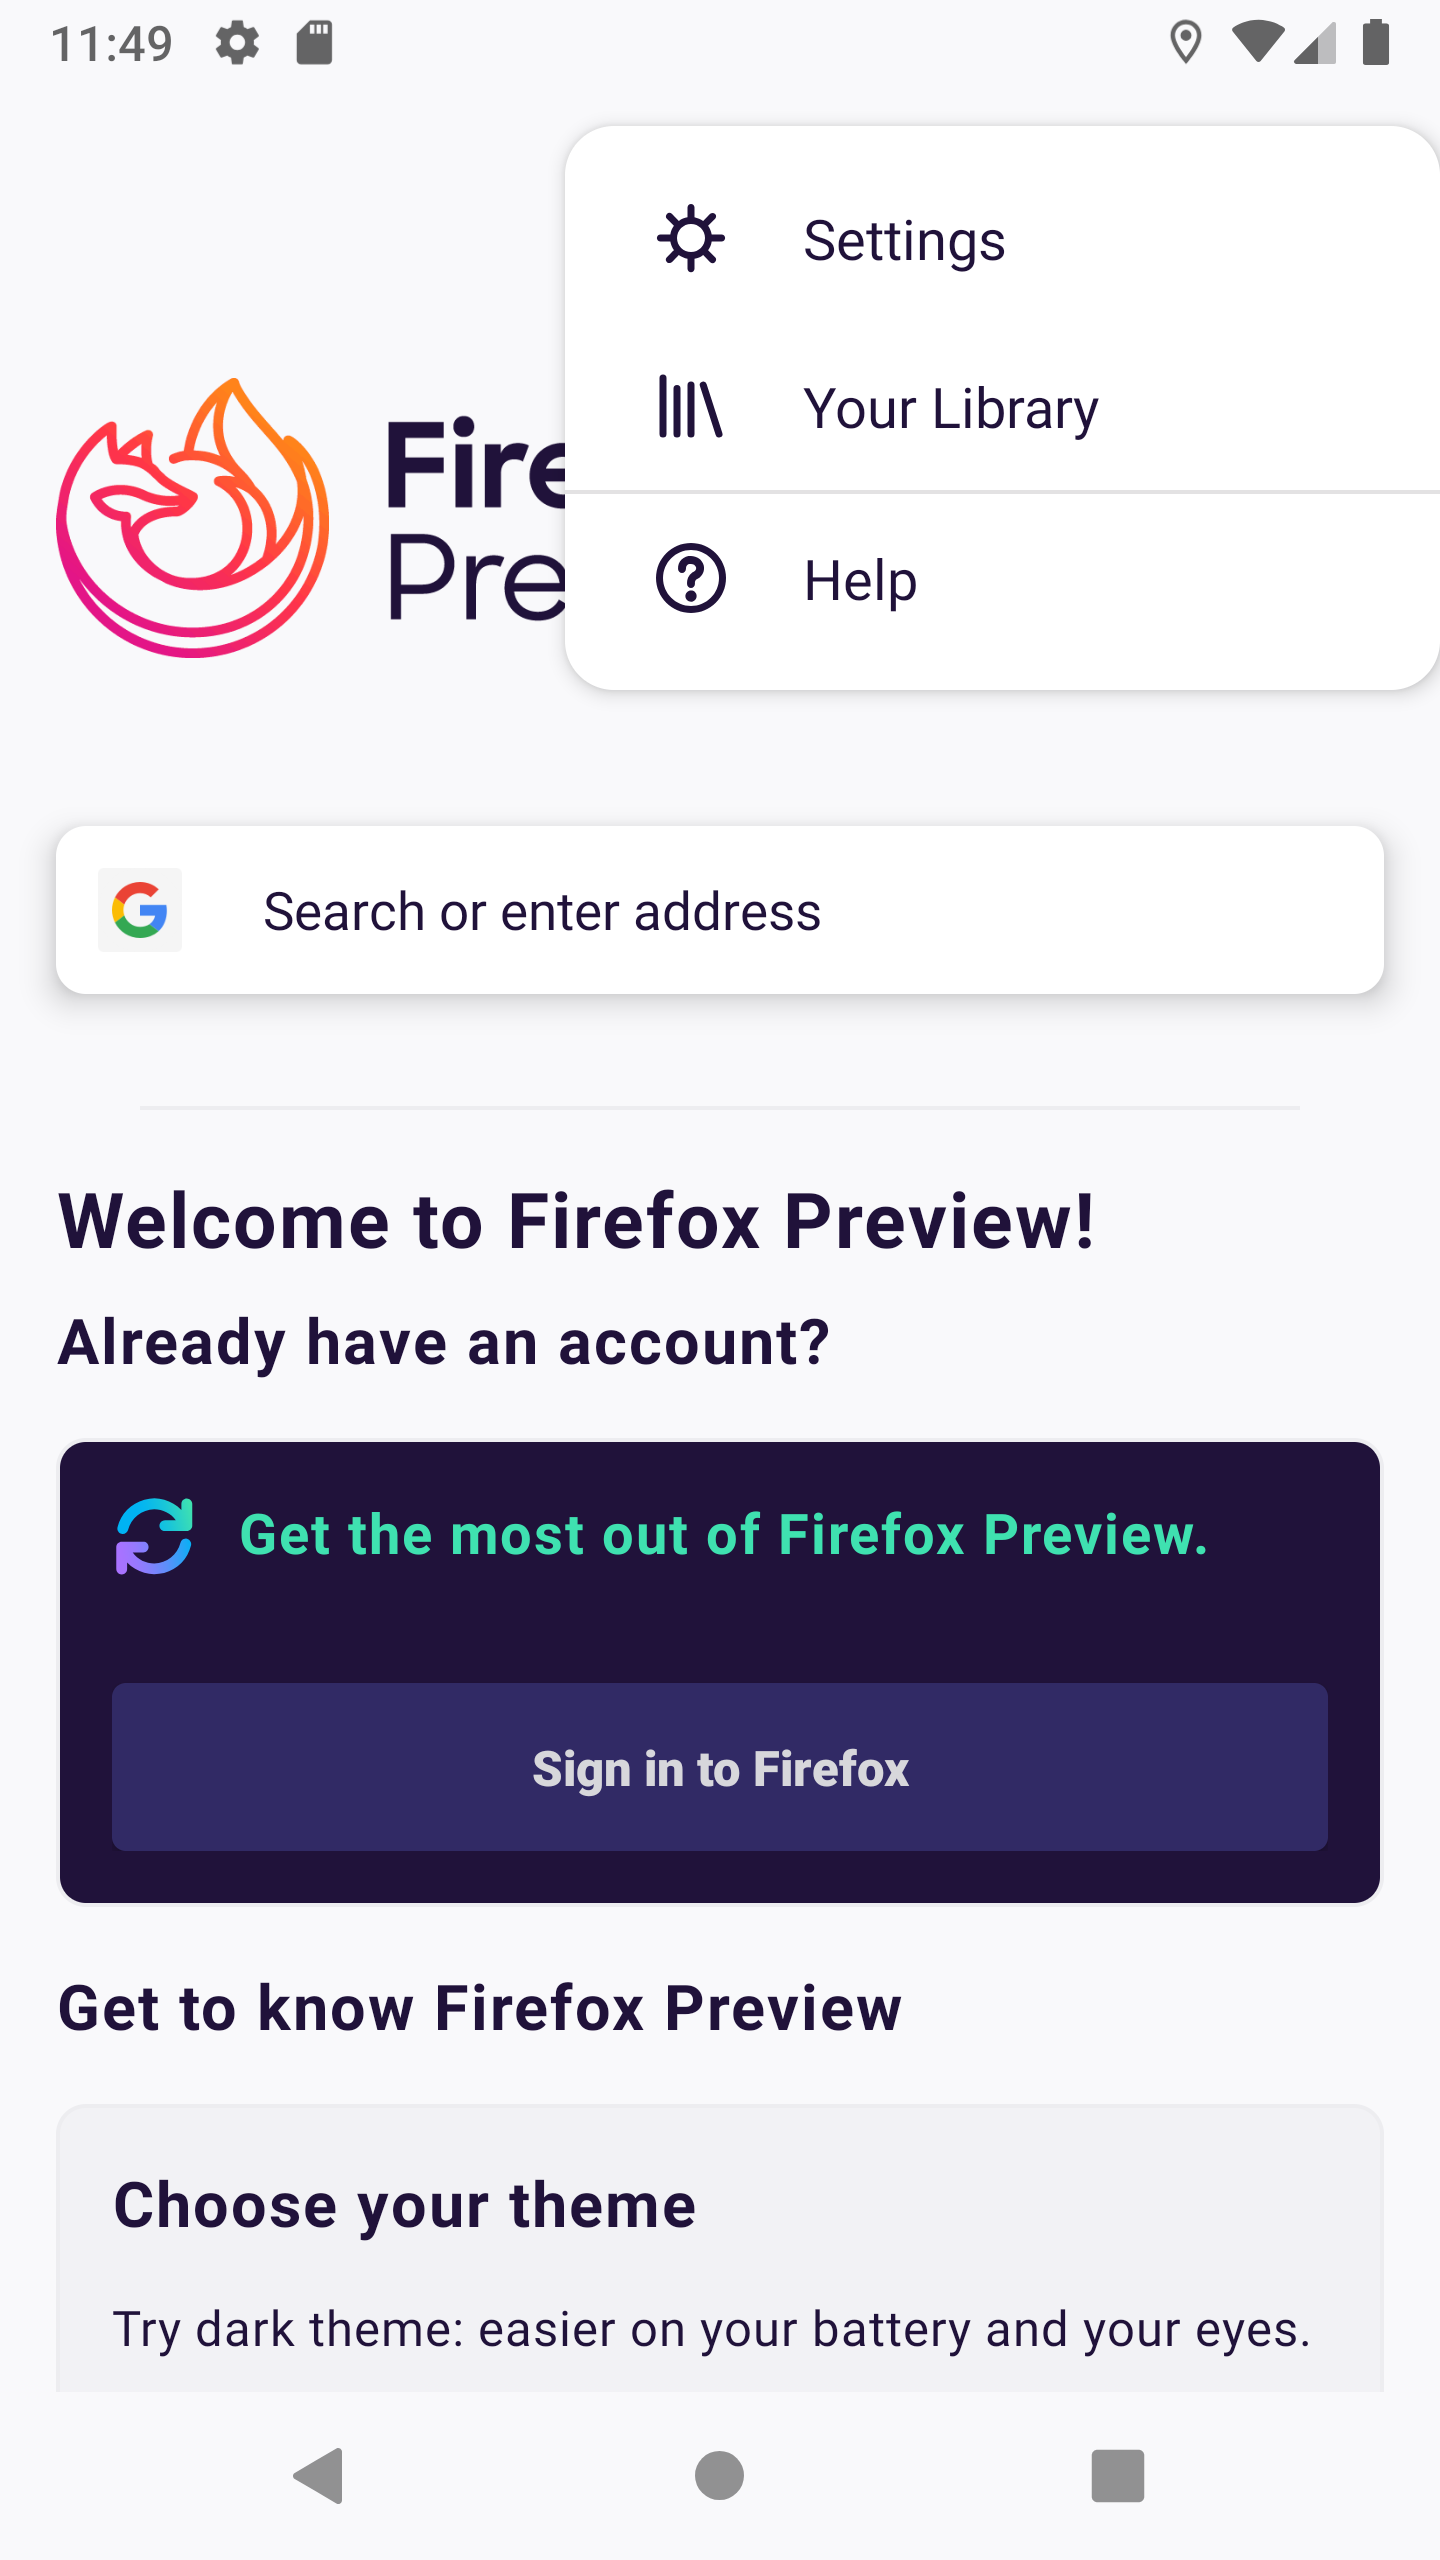 11:49
Settings
Your Library
Help
Fire
Pre
Search or enter address
Welcome to Firefox Preview!
Already have an account?
Get the most out of Firefox Preview.
Sign in to Firefox
Get to know Firefox Preview
Choose your theme
Try dark theme: easier on your battery and your eyes.